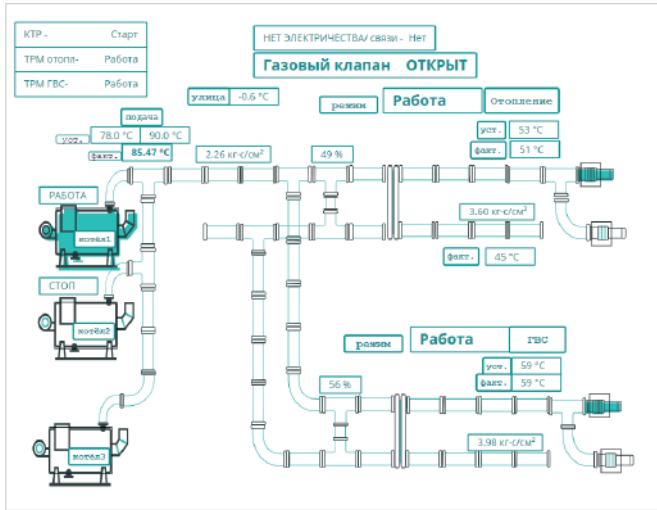 КТР - Старт
ТРМ отопл- Работа
ТРМ ГВС- Работа
НЕТ ЭЛЕКТРИЧЕСТВА/ связи - Нет
Газовый клапан ОТКРЫТ
улица -0.6 °C
режим Работа Отопление
подача
уст. 78.0 °C 90.0 °C
факт. 85.47 °C
2.26 кг·с/см²
49 %
уст. 53 °C
факт. 51 °C
РАБОТА
котёл1
3.60 кг·с/см²
факт. 45 °C
СТОП
котёл2
режим Работа ГВС
уст. 59 °C
факт. 59 °C
56 %
3.98 кг·с/см²
котёл3